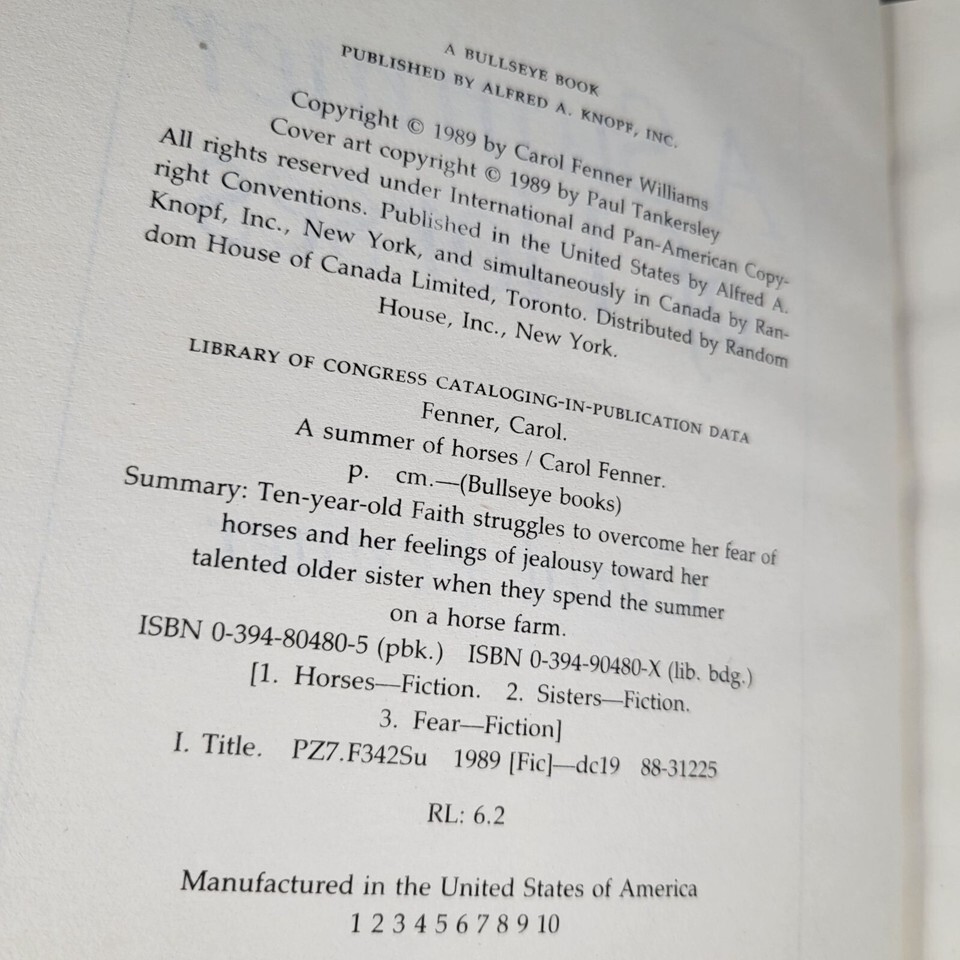 A BULLSEYE BOOK
PUBLISHED BY ALFRED A. KNOPF, INC.
Copyright © 1989 by Carol Fenner Williams
Cover art copyright © 1989 by Paul Tankersley
All rights reserved under International and Pan-American Copy-
right Conventions. Published in the United States by Alfred A.
Knopf, Inc., New York, and simultaneously in Canada by Ran-
dom House of Canada Limited, Toronto. Distributed by Random
House, Inc., New York.
LIBRARY OF CONGRESS CATALOGING-IN-PUBLICATION DATA
Fenner, Carol.
A summer of horses / Carol Fenner.
p. cm.—(Bullseye books)
Summary: Ten-year-old Faith struggles to overcome her fear of
horses and her feelings of jealousy toward her
talented older sister when they spend the summer
on a horse farm.
ISBN 0-394-80480-5 (pbk.) ISBN 0-394-90480-X (lib. bdg.)
[1. Horses—Fiction. 2. Sisters—Fiction.
3. Fear—Fiction]
I. Title. PZ7.F342Su 1989 [Fic]—dc19 88-31225
RL: 6.2
Manufactured in the United States of America
1 2 3 4 5 6 7 8 9 10